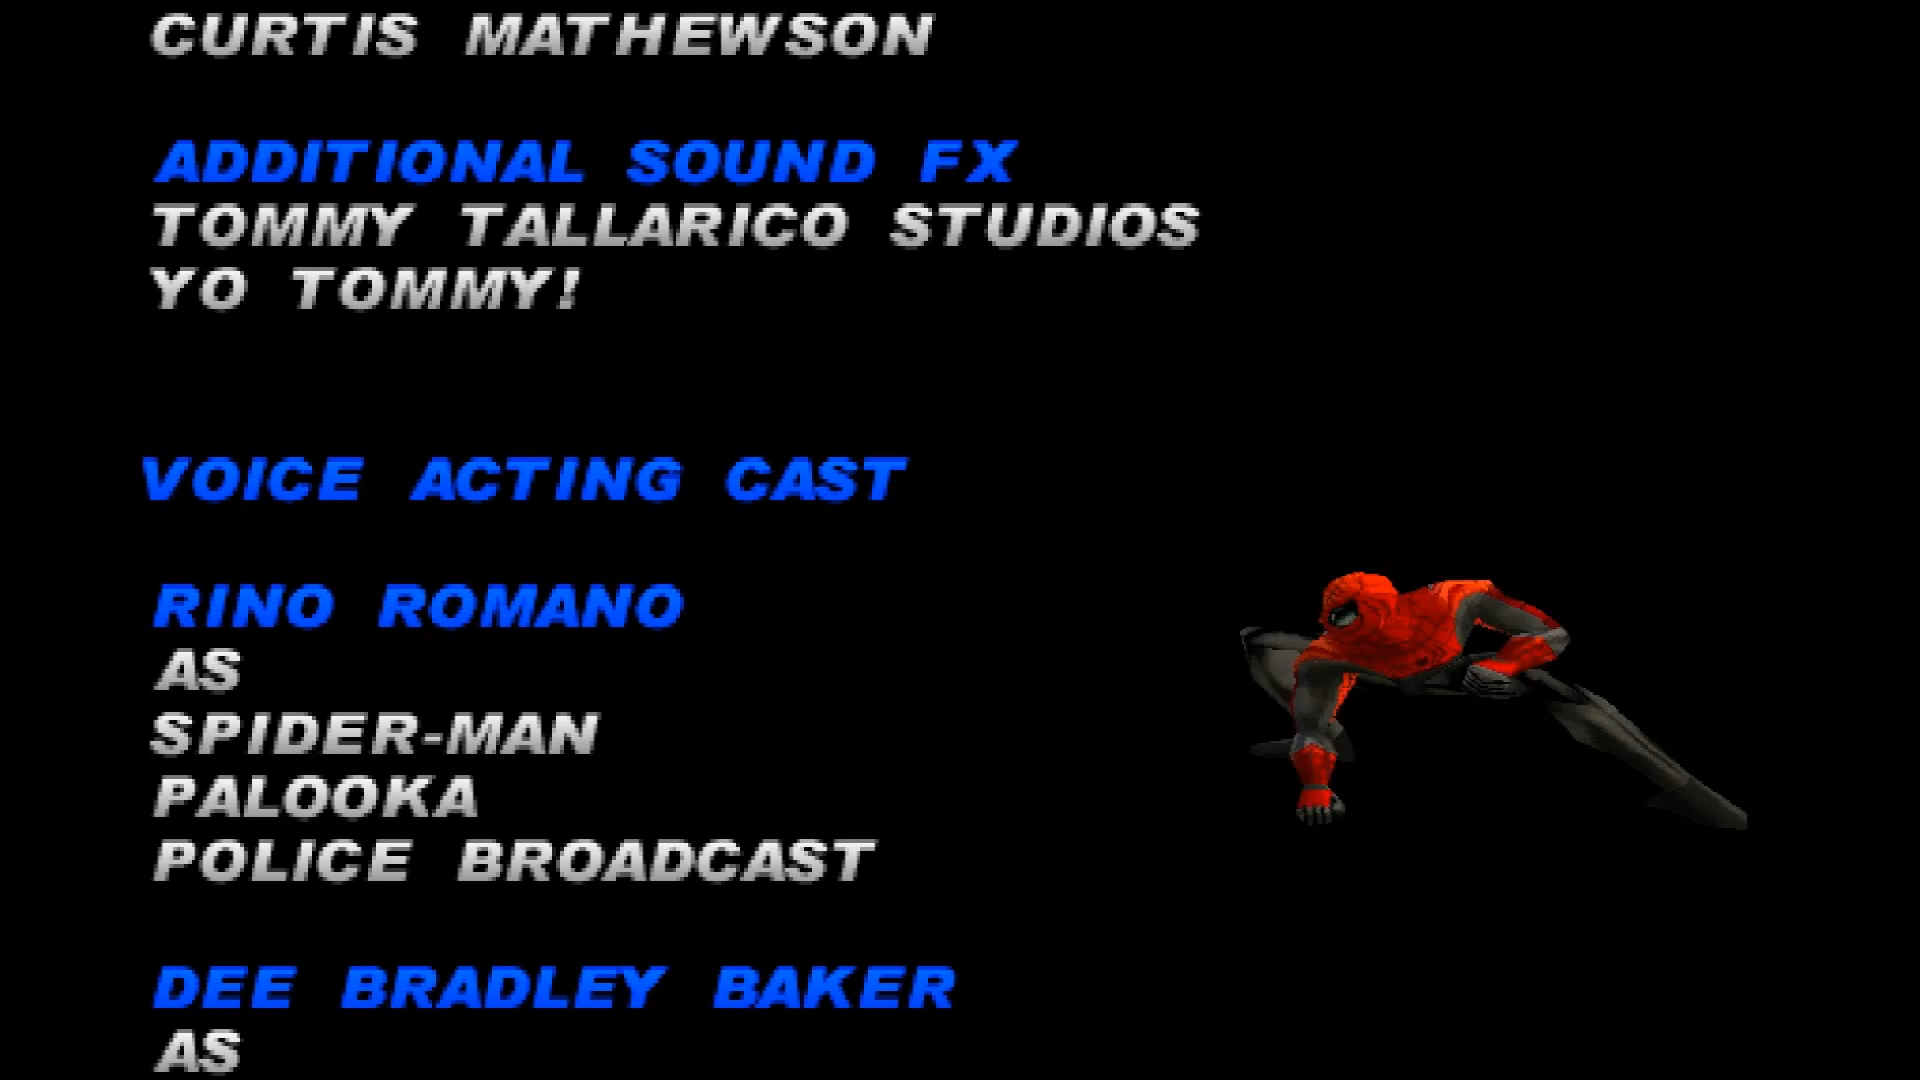 CURTIS MATHEWSON
ADDITIONAL SOUND FX
TOMMY TALLARICO STUDIOS
YO TOMMY!
VOICE ACTING CAST
RINO ROMANO
AS
SPIDER-MAN
PALOOKA
POLICE BROADCAST
DEE BRADLEY BAKER
AS